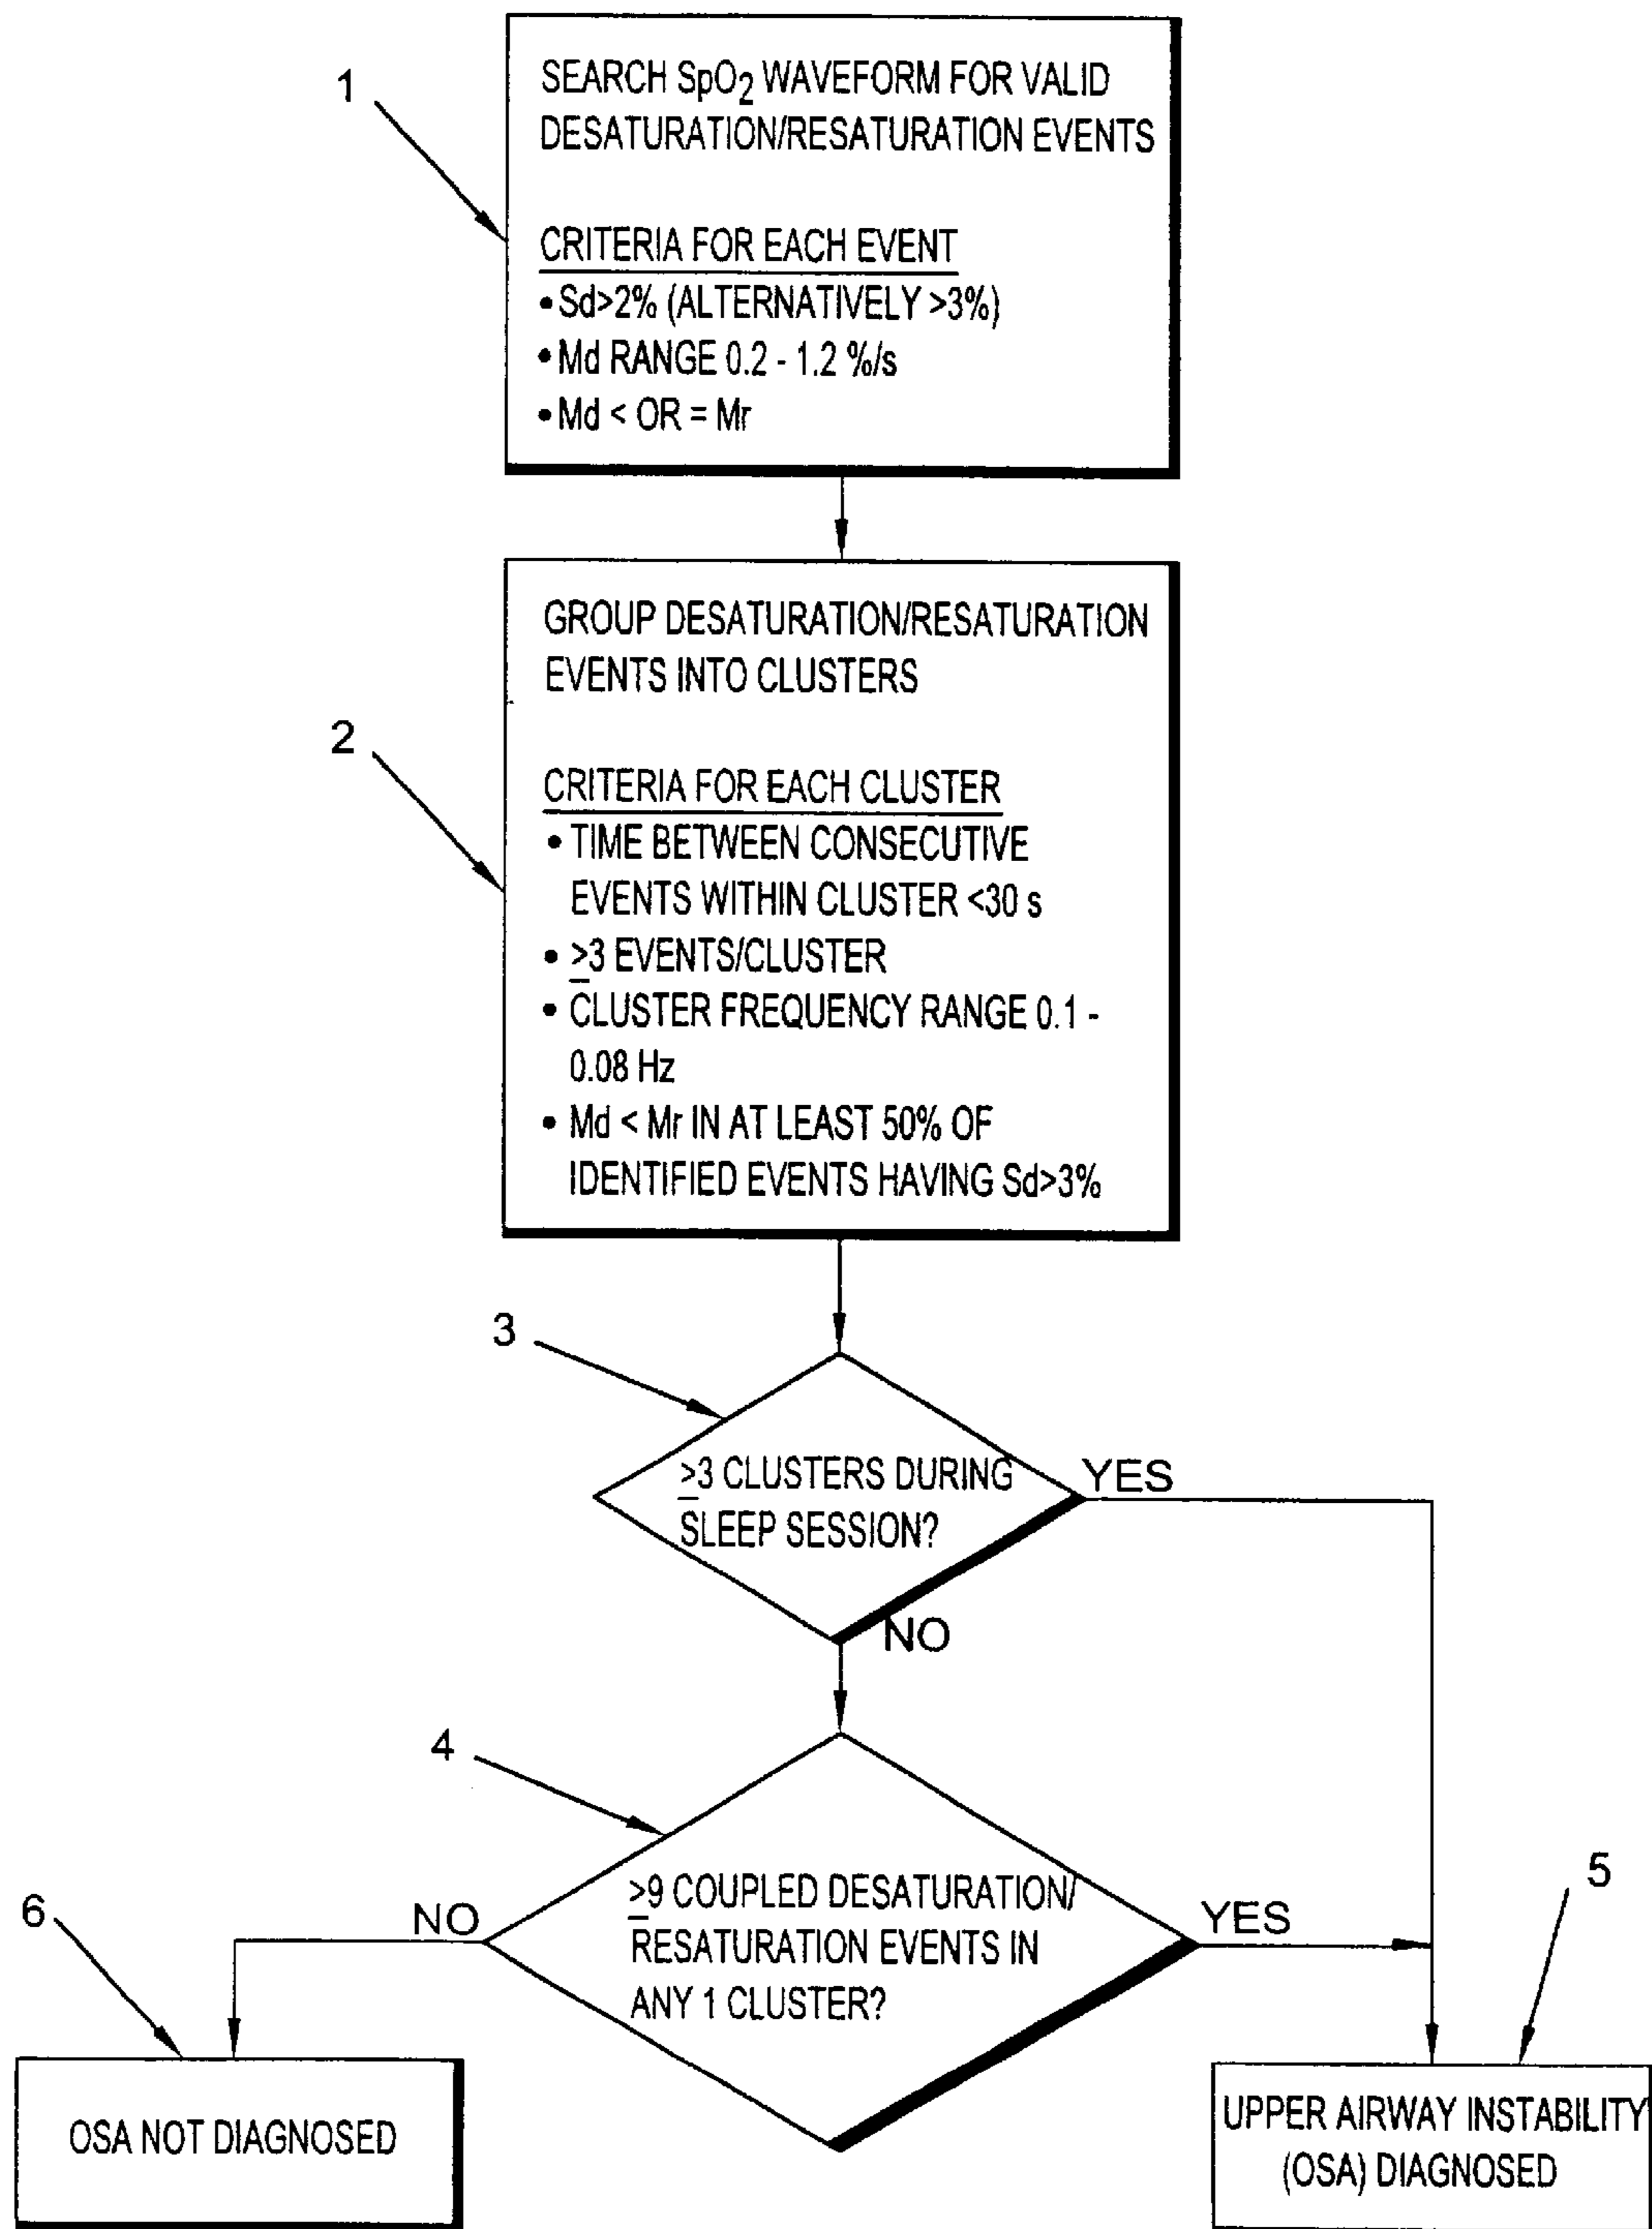 1
SEARCH SpO₂ WAVEFORM FOR VALID
DESATURATION/RESATURATION EVENTS
CRITERIA FOR EACH EVENT
• Sd>2% (ALTERNATIVELY >3%)
• Md RANGE 0.2 - 1.2 %/s
• Md < OR = Mr
2
GROUP DESATURATION/RESATURATION
EVENTS INTO CLUSTERS
CRITERIA FOR EACH CLUSTER
• TIME BETWEEN CONSECUTIVE
EVENTS WITHIN CLUSTER <30 s
• ≥3 EVENTS/CLUSTER
• CLUSTER FREQUENCY RANGE 0.1 -
0.08 Hz
• Md < Mr IN AT LEAST 50% OF
IDENTIFIED EVENTS HAVING Sd>3%
3
≥3 CLUSTERS DURING
SLEEP SESSION?
YES
NO
4
≥9 COUPLED DESATURATION/
RESATURATION EVENTS IN
ANY 1 CLUSTER?
NO
YES
6
OSA NOT DIAGNOSED
5
UPPER AIRWAY INSTABILITY
(OSA) DIAGNOSED